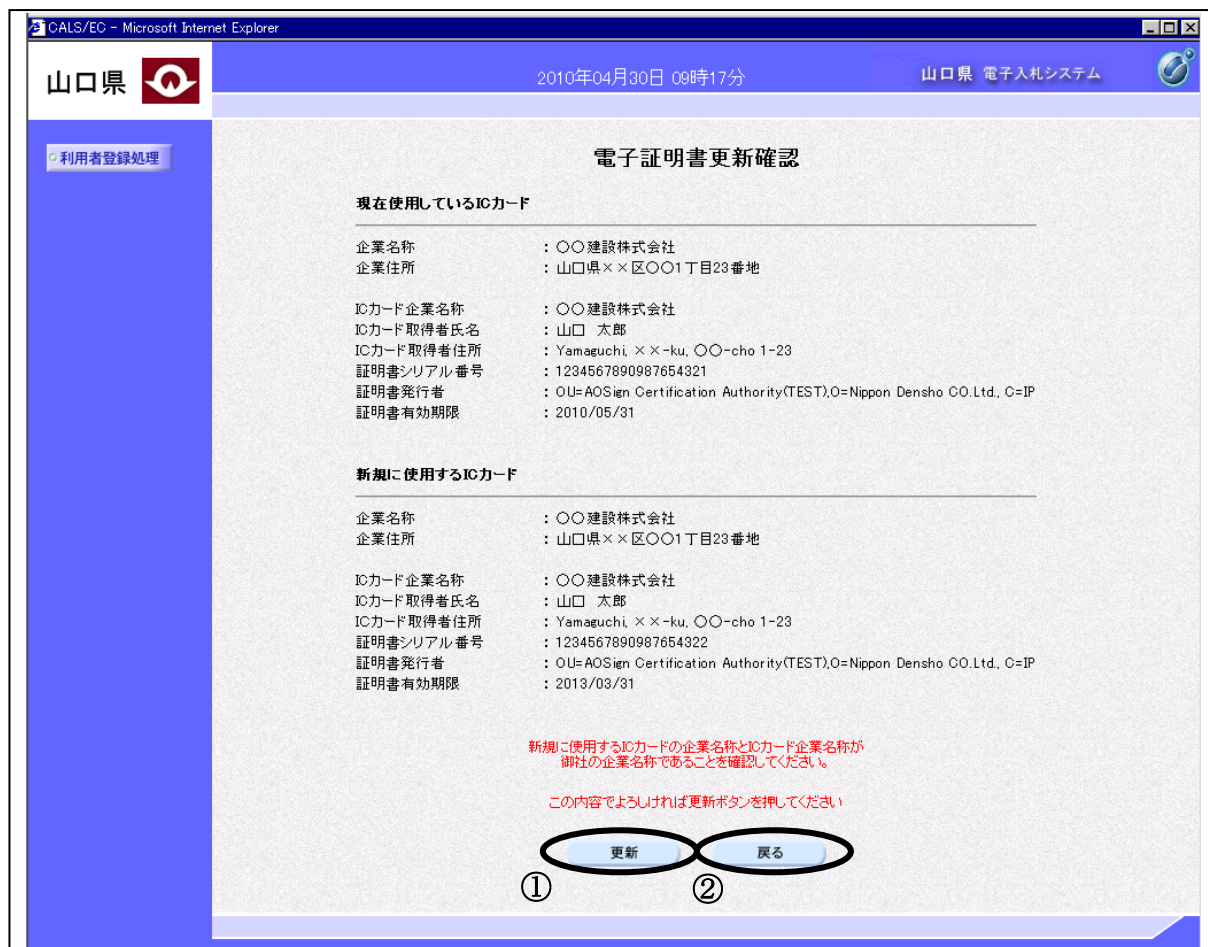 CALS/EC - Microsoft Internet Explorer
山口県
2010年04月30日 09時17分
山口県 電子入札システム
利用者登録処理
電子証明書更新確認
現在使用しているICカード
企業名称 : 〇〇建設株式会社
企業住所 : 山口県××区〇〇1丁目23番地
ICカード企業名称 : 〇〇建設株式会社
ICカード取得者氏名 : 山口 太郎
ICカード取得者住所 : Yamaguchi, ××-ku, 〇〇-cho 1-23
証明書シリアル番号 : 1234567890987654321
証明書発行者 : OU=AOSign Certification Authority(TEST),O=Nippon Densho CO.Ltd., C=IP
証明書有効期限 : 2010/05/31
新規に使用するICカード
企業名称 : 〇〇建設株式会社
企業住所 : 山口県××区〇〇1丁目23番地
ICカード企業名称 : 〇〇建設株式会社
ICカード取得者氏名 : 山口 太郎
ICカード取得者住所 : Yamaguchi, ××-ku, 〇〇-cho 1-23
証明書シリアル番号 : 1234567890987654322
証明書発行者 : OU=AOSign Certification Authority(TEST),O=Nippon Densho CO.Ltd., C=IP
証明書有効期限 : 2013/03/31
新規に使用するICカードの企業名称とICカード企業名称が
御社の企業名称であることを確認してください。
この内容でよろしければ更新ボタンを押してください
更新 戻る
① ②